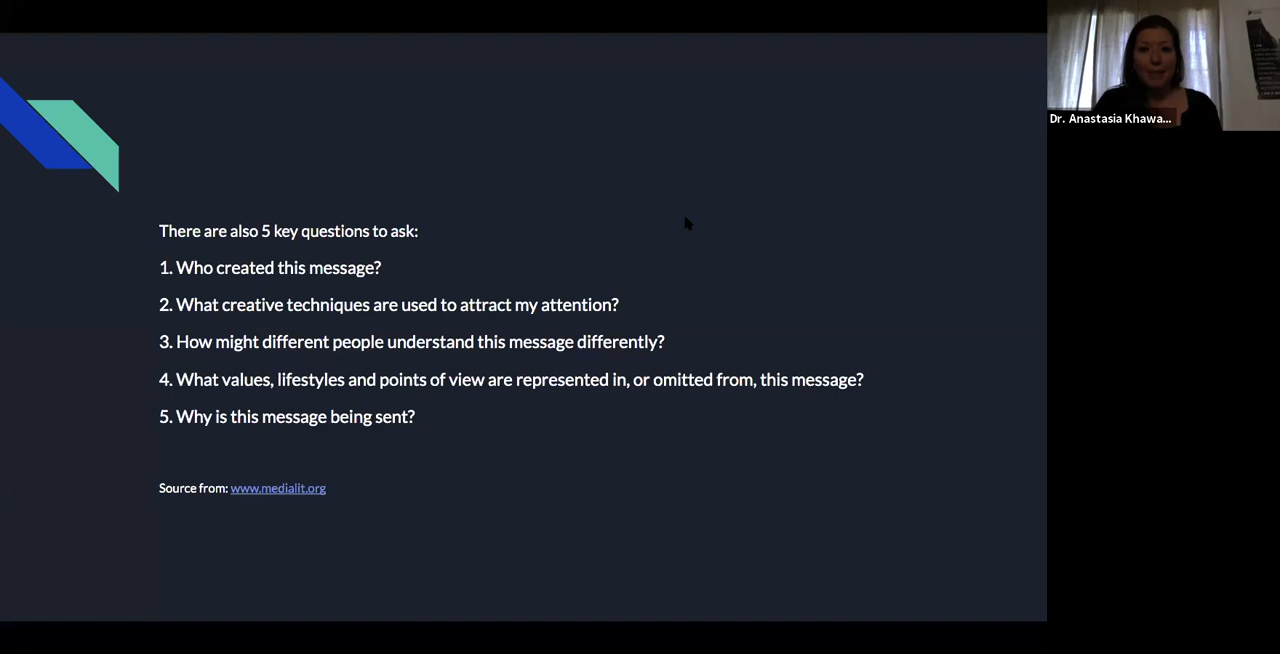 There are also 5 key questions to ask:
1. Who created this message?
2. What creative techniques are used to attract my attention?
3. How might different people understand this message differently?
4. What values, lifestyles and points of view are represented in, or omitted from, this message?
5. Why is this message being sent?
Source from: www.medialit.org
Dr. Anastasia Khawa...